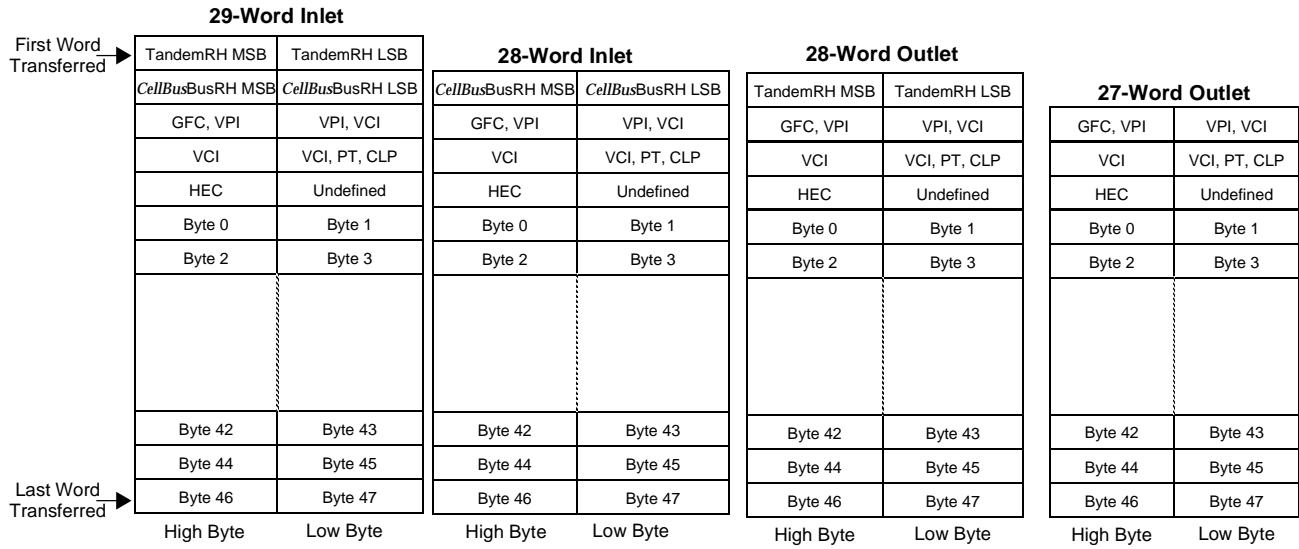 29-Word Inlet
First Word Transferred
TandemRH MSB TandemRH LSB
CellBusBusRH MSB CellBusBusRH LSB
GFC, VPI VPI, VCI
VCI VCI, PT, CLP
HEC Undefined
Byte 0 Byte 1
Byte 2 Byte 3
Byte 42 Byte 43
Byte 44 Byte 45
Last Word Transferred
Byte 46 Byte 47
High Byte Low Byte
28-Word Inlet
CellBusBusRH MSB CellBusBusRH LSB
GFC, VPI VPI, VCI
VCI VCI, PT, CLP
HEC Undefined
Byte 0 Byte 1
Byte 2 Byte 3
Byte 42 Byte 43
Byte 44 Byte 45
Byte 46 Byte 47
High Byte Low Byte
28-Word Outlet
TandemRH MSB TandemRH LSB
GFC, VPI VPI, VCI
VCI VCI, PT, CLP
HEC Undefined
Byte 0 Byte 1
Byte 2 Byte 3
Byte 42 Byte 43
Byte 44 Byte 45
Byte 46 Byte 47
High Byte Low Byte
27-Word Outlet
GFC, VPI VPI, VCI
VCI VCI, PT, CLP
HEC Undefined
Byte 0 Byte 1
Byte 2 Byte 3
Byte 42 Byte 43
Byte 44 Byte 45
Byte 46 Byte 47
High Byte Low Byte